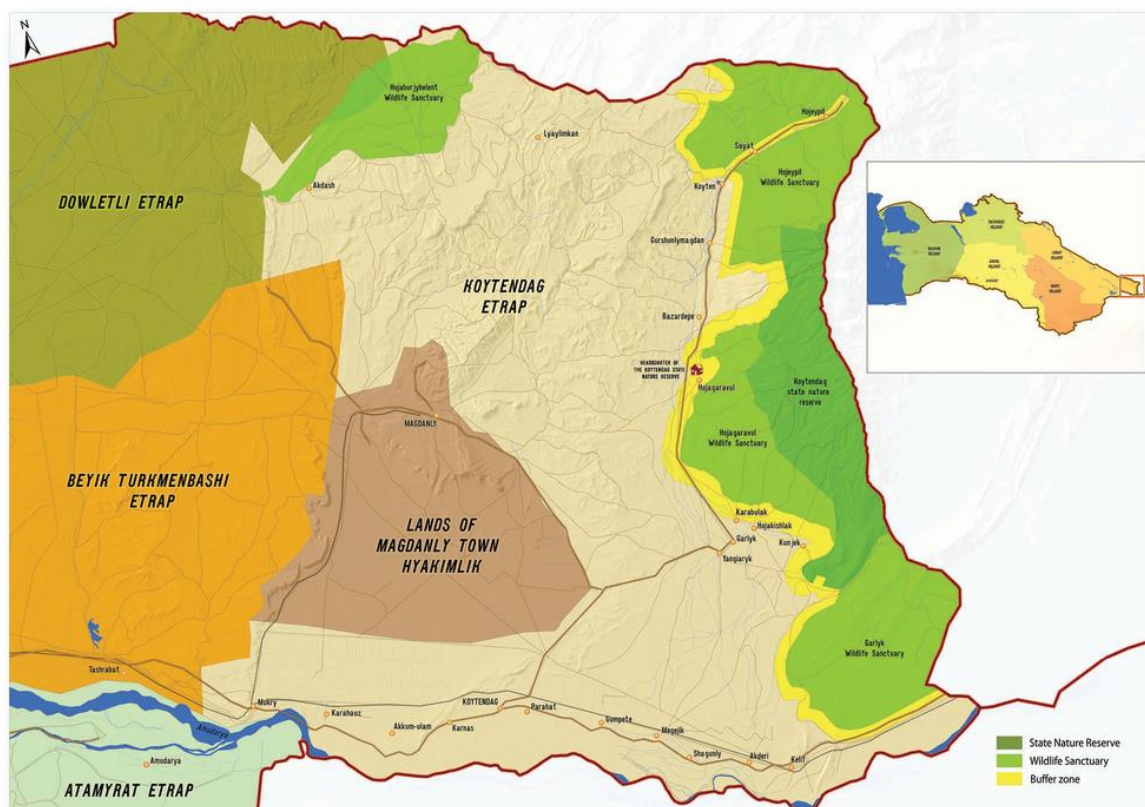 N
Hojaburjybelent
Wildlife Sanctuary
Lyaylimkan
Hojeypil
Sayat
Hojeypil
Wildlife Sanctuary
Koyten
Akdash
DOWLETLI ETRAP
Gurshunlymagdan
KOYTENDAG
ETRAP
Bazardepe
HEADQUARTER OF
THE KOYTENDAG STATE
NATURE RESERVE
Hojaqaravul
Koytendag
state nature
reserve
MAGDANLY
Hojaqaravul
Wildlife Sanctuary
BEYIK TURKMENBASHI
ETRAP
LANDS OF
MAGDANLY TOWN
HYAKIMLIK
Karabulak
Hojakishlak
Garlyk
Kunjek
Yangiaryk
Garlyk
Wildlife Sanctuary
Tashrabat
Mukry
Karahauz
KOYTENDAG
Parahat
Akkum-ulam
Karnas
Gumpete
Megejik
Amudarya
Shagunly
Akderi
Kelif
Amudarya
ATAMYRAT ETRAP
State Nature Reserve
Wildlife Sanctuary
Buffer zone